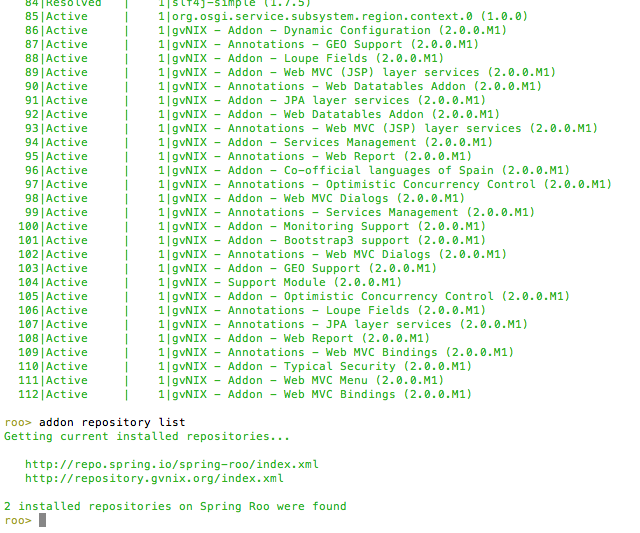 84|Resolved   |    1|slf4j-simple (1.7.5)
85|Active     |    1|org.osgi.service.subsystem.region.context.0 (1.0.0)
86|Active     |    1|gvNIX - Addon - Dynamic Configuration (2.0.0.M1)
87|Active     |    1|gvNIX - Annotations - GEO Support (2.0.0.M1)
88|Active     |    1|gvNIX - Addon - Loupe Fields (2.0.0.M1)
89|Active     |    1|gvNIX - Addon - Web MVC (JSP) layer services (2.0.0.M1)
90|Active     |    1|gvNIX - Annotations - Web Datatables Addon (2.0.0.M1)
91|Active     |    1|gvNIX - Addon - JPA layer services (2.0.0.M1)
92|Active     |    1|gvNIX - Addon - Web Datatables Addon (2.0.0.M1)
93|Active     |    1|gvNIX - Annotations - Web MVC (JSP) layer services (2.0.0.M1)
94|Active     |    1|gvNIX - Addon - Services Management (2.0.0.M1)
95|Active     |    1|gvNIX - Annotations - Web Report (2.0.0.M1)
96|Active     |    1|gvNIX - Addon - Co-official languages of Spain (2.0.0.M1)
97|Active     |    1|gvNIX - Annotations - Optimistic Concurrency Control (2.0.0.M1)
98|Active     |    1|gvNIX - Addon - Web MVC Dialogs (2.0.0.M1)
99|Active     |    1|gvNIX - Annotations - Services Management (2.0.0.M1)
100|Active     |    1|gvNIX - Addon - Monitoring Support (2.0.0.M1)
101|Active     |    1|gvNIX - Addon - Bootstrap3 support (2.0.0.M1)
102|Active     |    1|gvNIX - Annotations - Web MVC Dialogs (2.0.0.M1)
103|Active     |    1|gvNIX - Addon - GEO Support (2.0.0.M1)
104|Active     |    1|gvNIX - Support Module (2.0.0.M1)
105|Active     |    1|gvNIX - Addon - Optimistic Concurrency Control (2.0.0.M1)
106|Active     |    1|gvNIX - Annotations - Loupe Fields (2.0.0.M1)
107|Active     |    1|gvNIX - Annotations - JPA layer services (2.0.0.M1)
108|Active     |    1|gvNIX - Addon - Web Report (2.0.0.M1)
109|Active     |    1|gvNIX - Annotations - Web MVC Bindings (2.0.0.M1)
110|Active     |    1|gvNIX - Addon - Typical Security (2.0.0.M1)
111|Active     |    1|gvNIX - Addon - Web MVC Menu (2.0.0.M1)
112|Active     |    1|gvNIX - Addon - Web MVC Bindings (2.0.0.M1)
roo> addon repository list
Getting current installed repositories...
http://repo.spring.io/spring-roo/index.xml
http://repository.gvnix.org/index.xml
2 installed repositories on Spring Roo were found
roo>